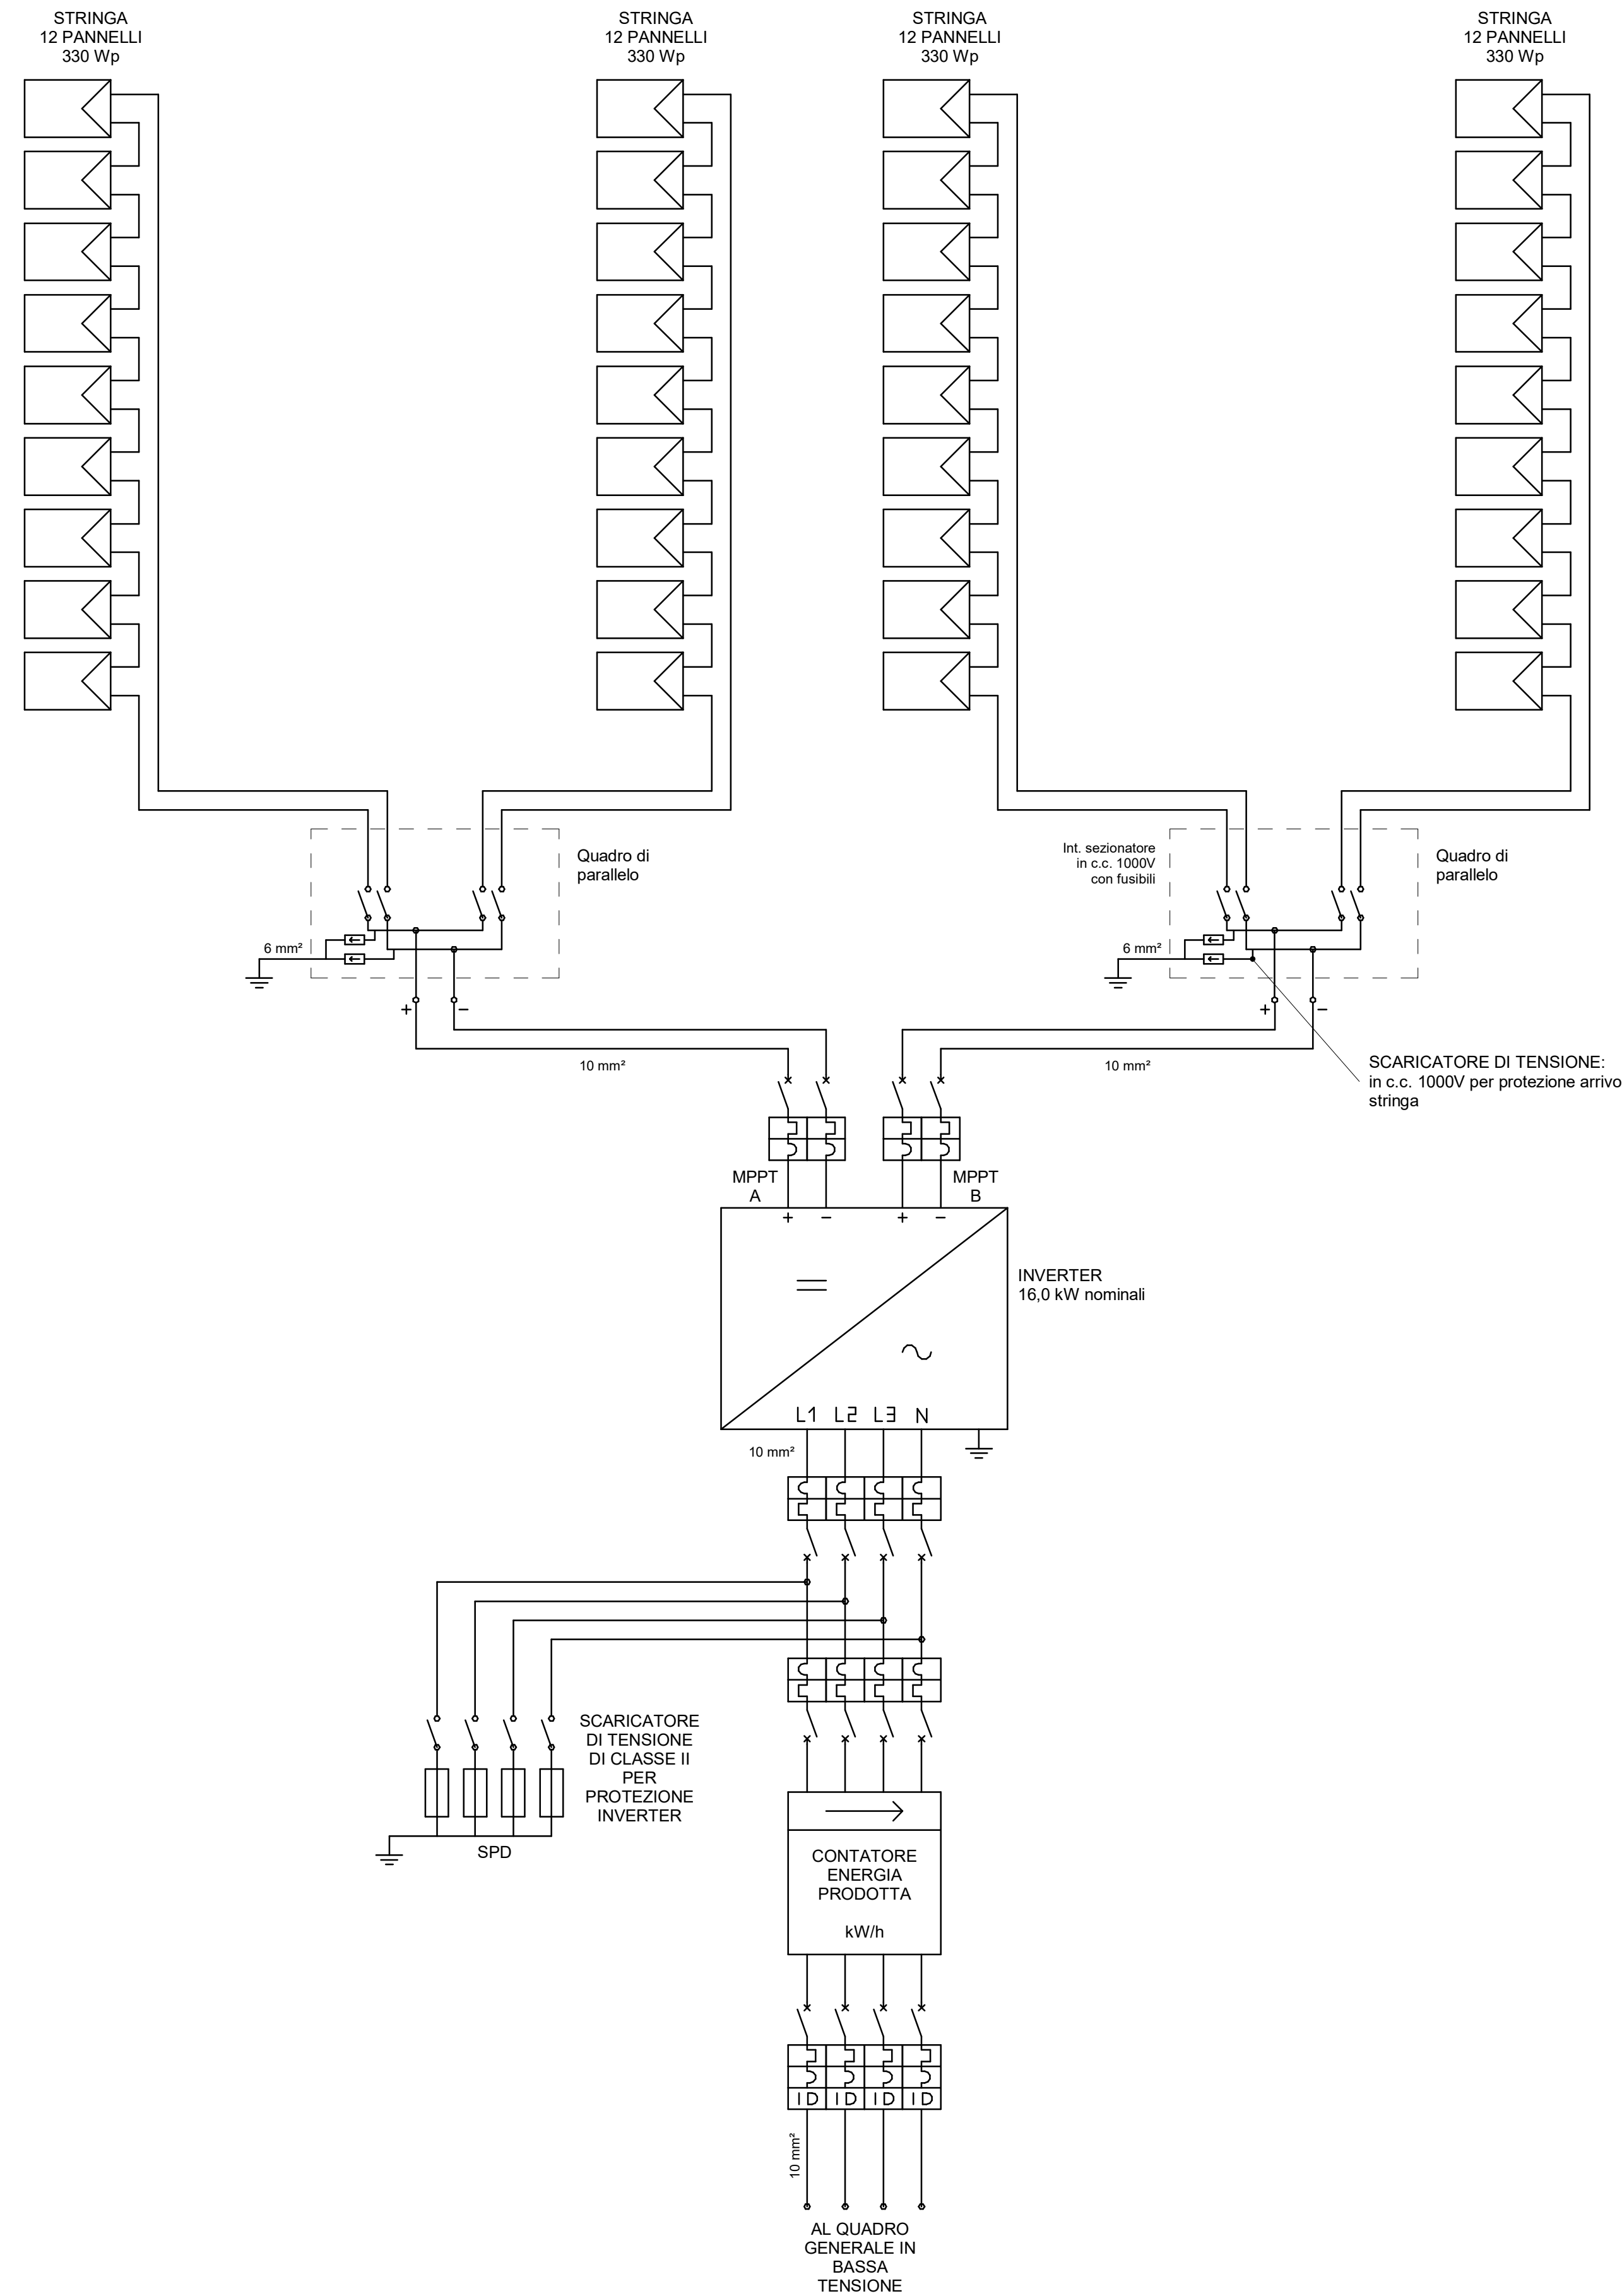 STRINGA
12 PANNELLI
330 Wp
STRINGA
12 PANNELLI
330 Wp
STRINGA
12 PANNELLI
330 Wp
STRINGA
12 PANNELLI
330 Wp
Quadro di
parallelo
Int. sezionatore
in c.c. 1000V
con fusibili
Quadro di
parallelo
6 mm²
6 mm²
+
−
+
−
10 mm²
10 mm²
SCARICATORE DI TENSIONE:
in c.c. 1000V per protezione arrivo
stringa
MPPT
A
MPPT
B
+ − + −
INVERTER
16,0 kW nominali
L1 L2 L3 N
10 mm²
SCARICATORE
DI TENSIONE
DI CLASSE II
PER
PROTEZIONE
INVERTER
SPD
CONTATORE
ENERGIA
PRODOTTA
kW/h
ID ID ID ID
10 mm²
AL QUADRO
GENERALE IN
BASSA
TENSIONE